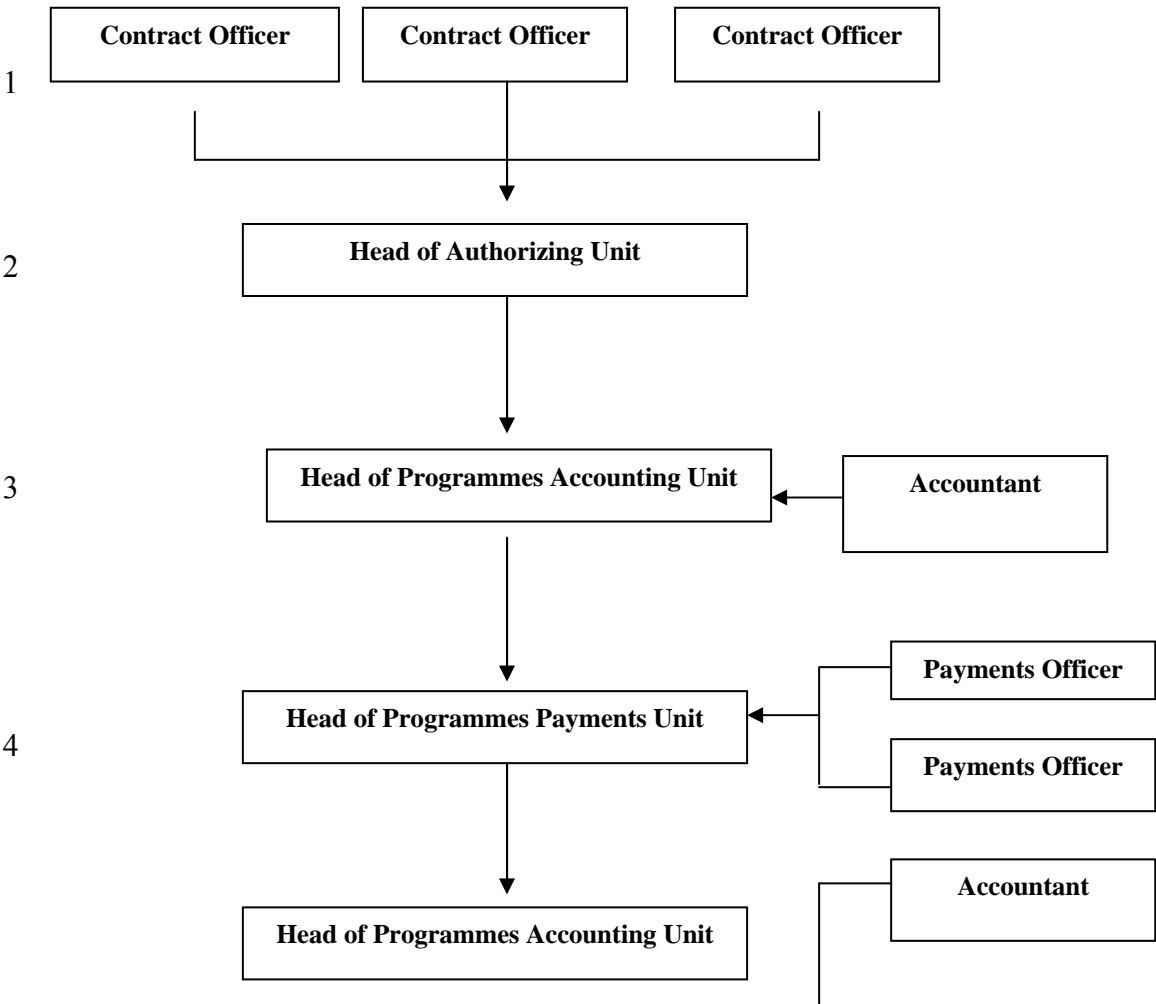 Contract Officer
Contract Officer
Contract Officer
1
Head of Authorizing Unit
2
Head of Programmes Accounting Unit
Accountant
3
Payments Officer
Head of Programmes Payments Unit
4
Payments Officer
Accountant
Head of Programmes Accounting Unit